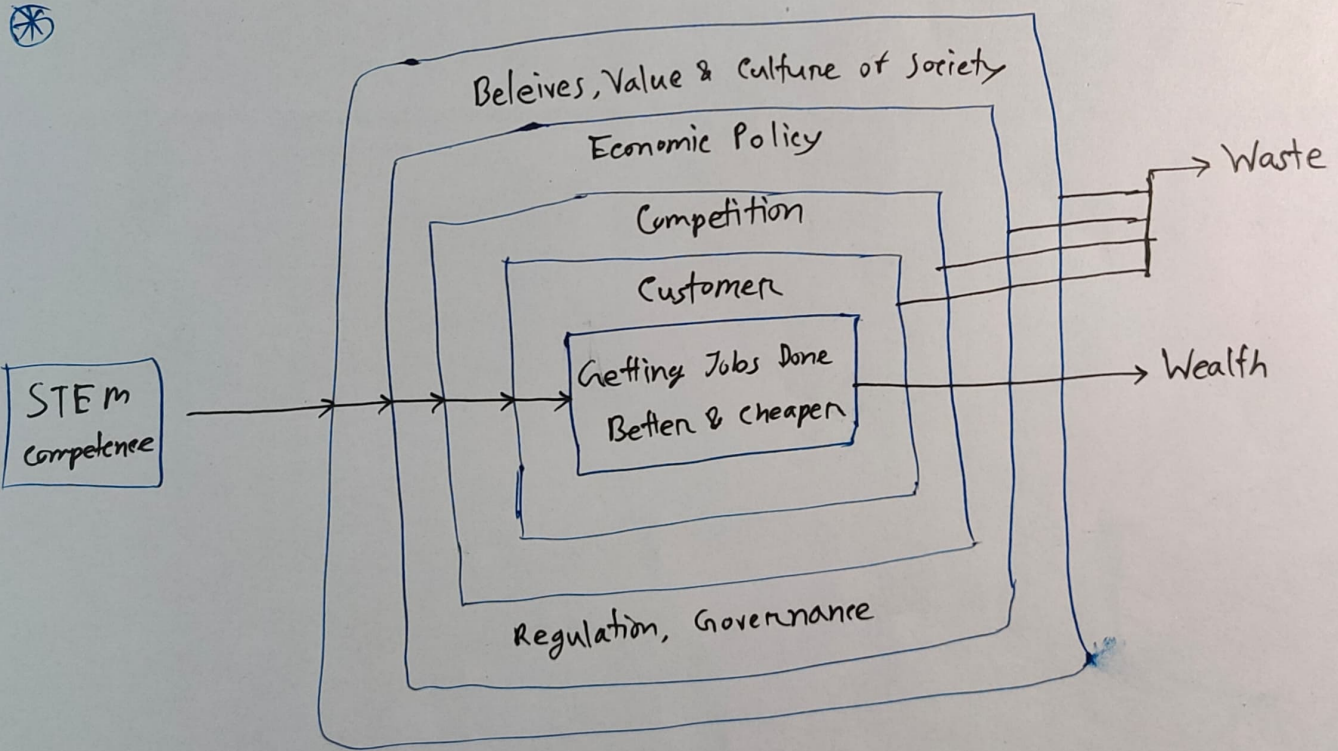 Beleives, Value & Culture of Society
Economic Policy
Waste
Competition
Customer
Getting Jobs Done
Better & Cheaper
Wealth
STEM
Competence
Regulation, Governance